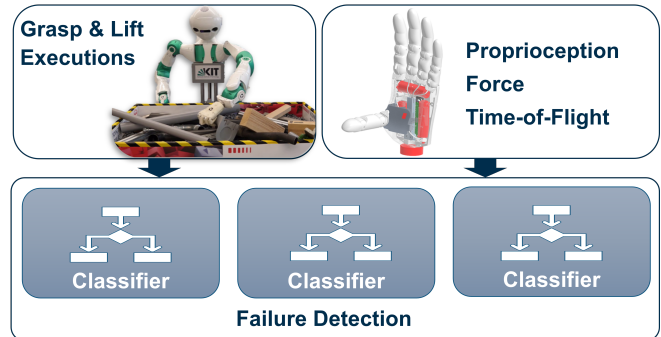 Grasp & Lift
Executions
KIT
Proprioception
Force
Time-of-Flight
Classifier
Classifier
Classifier
Failure Detection